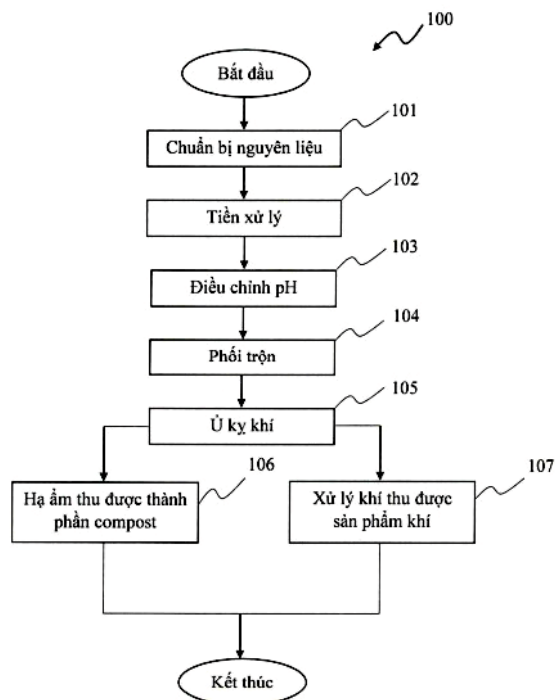 100
Bắt đầu
101
Chuẩn bị nguyên liệu
102
Tiền xử lý
103
Điều chỉnh pH
104
Phối trộn
105
Ủ kỵ khí
106
Hạ ẩm thu được thành
phần compost
107
Xử lý khí thu được
sản phẩm khí
Kết thúc